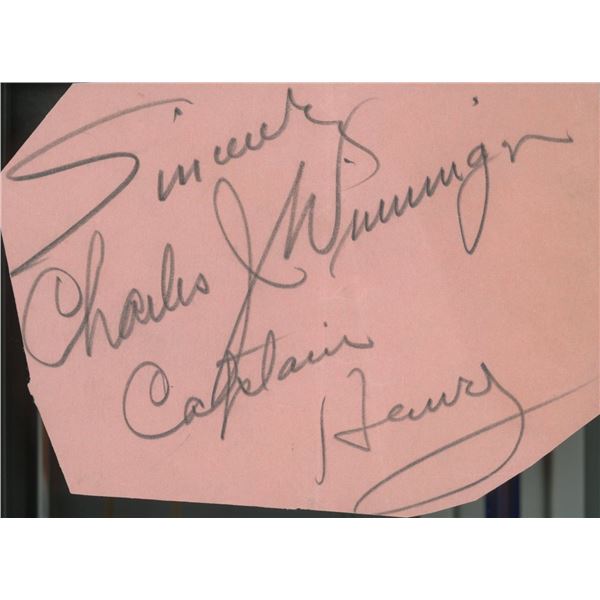 Sincerely
Charles J Winninger
Captain Henry